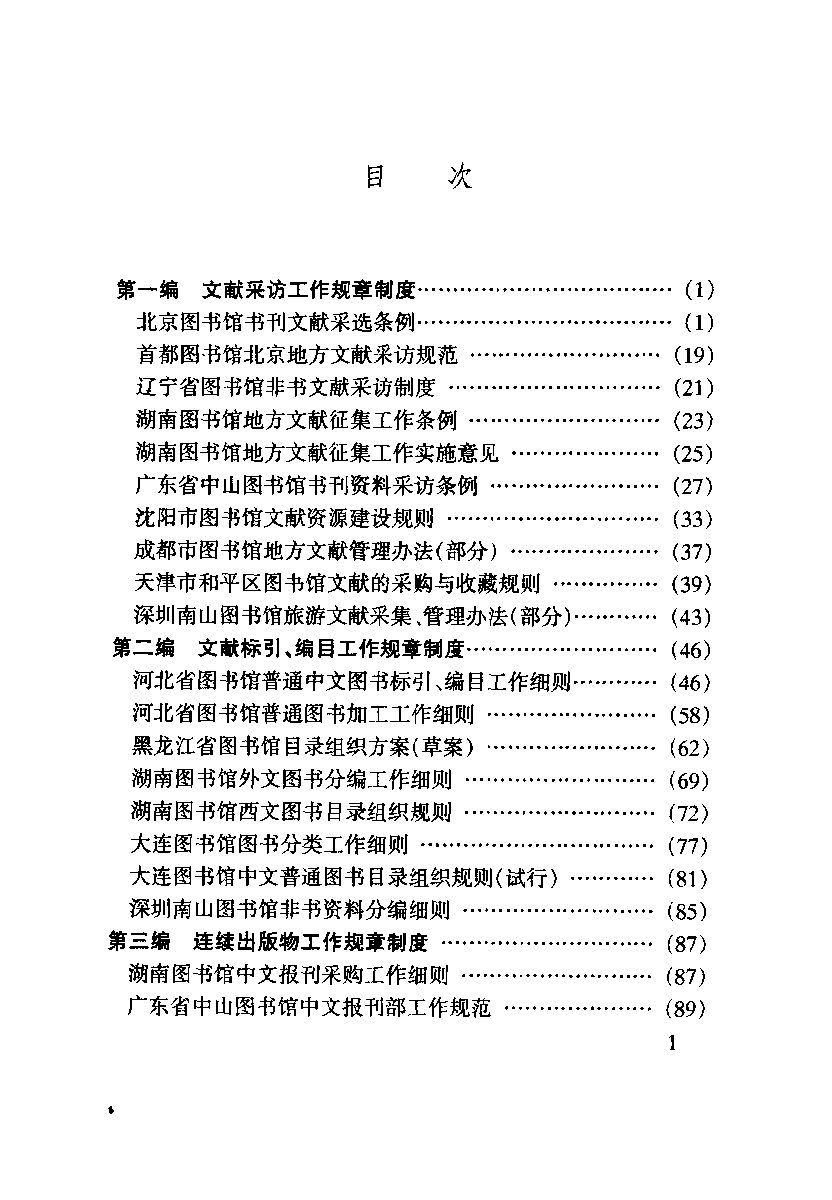 目 次
第一编 文献采访工作规章制度……………………………… (1)
北京图书馆书刊文献采选条例……………………………… (1)
首都图书馆北京地方文献采访规范 ……………………… (19)
辽宁省图书馆非书文献采访制度 ………………………… (21)
湖南图书馆地方文献征集工作条例 ……………………… (23)
湖南图书馆地方文献征集工作实施意见 ………………… (25)
广东省中山图书馆书刊资料采访条例 …………………… (27)
沈阳市图书馆文献资源建设规则 ………………………… (33)
成都市图书馆地方文献管理办法(部分) ………………… (37)
天津市和平区图书馆文献的采购与收藏规则 …………… (39)
深圳南山图书馆旅游文献采集、管理办法(部分)………… (43)
第二编 文献标引、编目工作规章制度……………………… (46)
河北省图书馆普通中文图书标引、编目工作细则………… (46)
河北省图书馆普通图书加工工作细则 …………………… (58)
黑龙江省图书馆目录组织方案(草案) …………………… (62)
湖南图书馆外文图书分编工作细则 ……………………… (69)
湖南图书馆西文图书目录组织规则 ……………………… (72)
大连图书馆图书分类工作细则 …………………………… (77)
大连图书馆中文普通图书目录组织规则(试行) ………… (81)
深圳南山图书馆非书资料分编细则 ……………………… (85)
第三编 连续出版物工作规章制度 ………………………… (87)
湖南图书馆中文报刊采购工作细则 ……………………… (87)
广东省中山图书馆中文报刊部工作规范 ………………… (89)
1